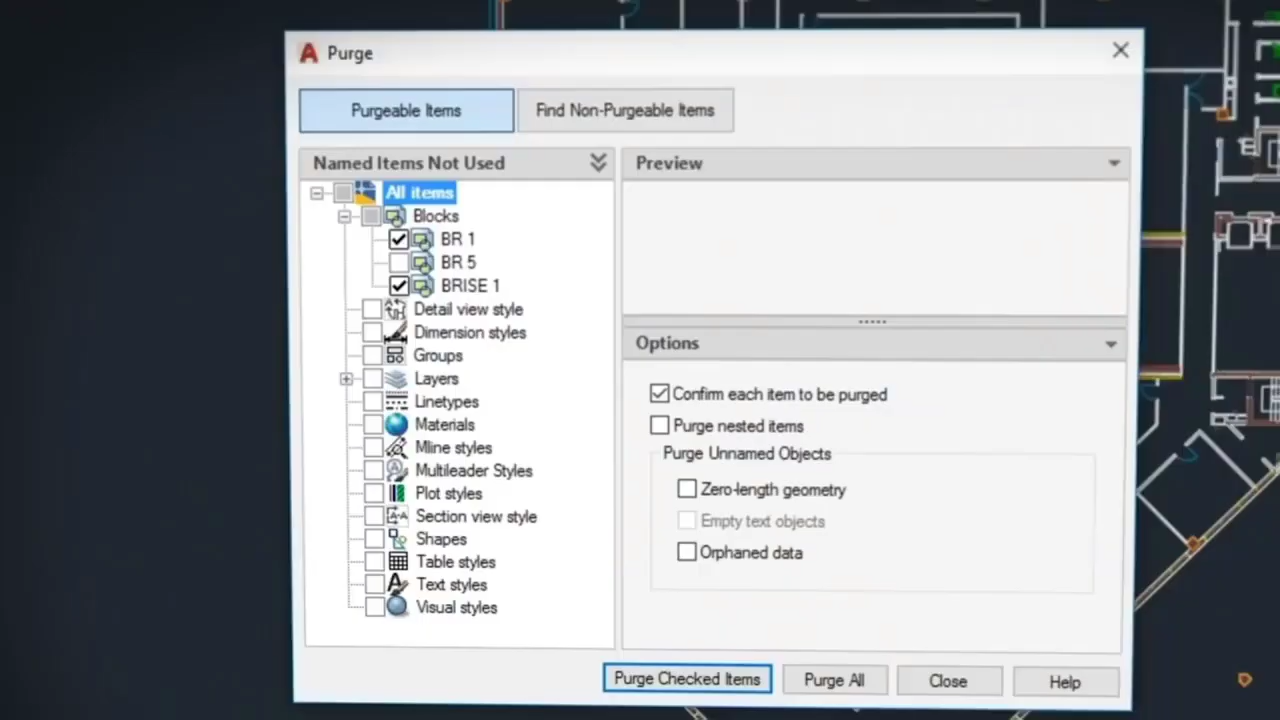 Purge
Purgeable Items
Find Non-Purgeable Items
Named Items Not Used
All items
Blocks
BR 1
BR 5
BRISE 1
Detail view style
Dimension styles
Groups
Layers
Linetypes
Materials
Mline styles
Multileader Styles
Plot styles
Section view style
Shapes
Table styles
Text styles
Visual styles
Preview
Options
Confirm each item to be purged
Purge nested items
Purge Unnamed Objects
Zero-length geometry
Empty text objects
Orphaned data
Purge Checked Items
Purge All
Close
Help